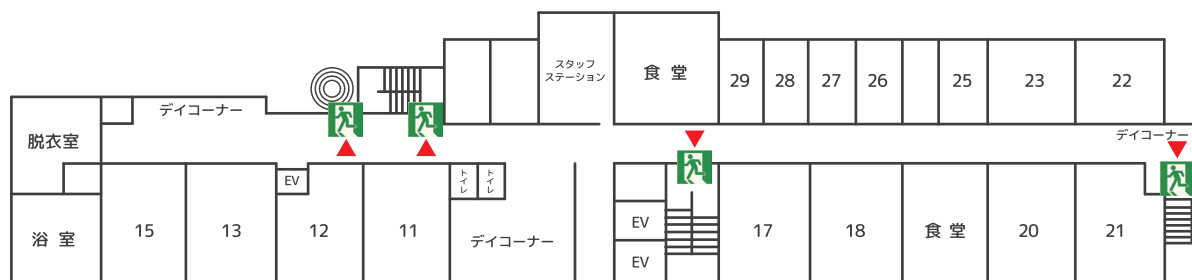 スタッフ
ステーション
食 堂
29
28
27
26
25
23
22
デイコーナー
脱衣室
デイコーナー
EV
トイレ
トイレ
浴 室
15
13
12
11
デイコーナー
EV
EV
17
18
食 堂
20
21